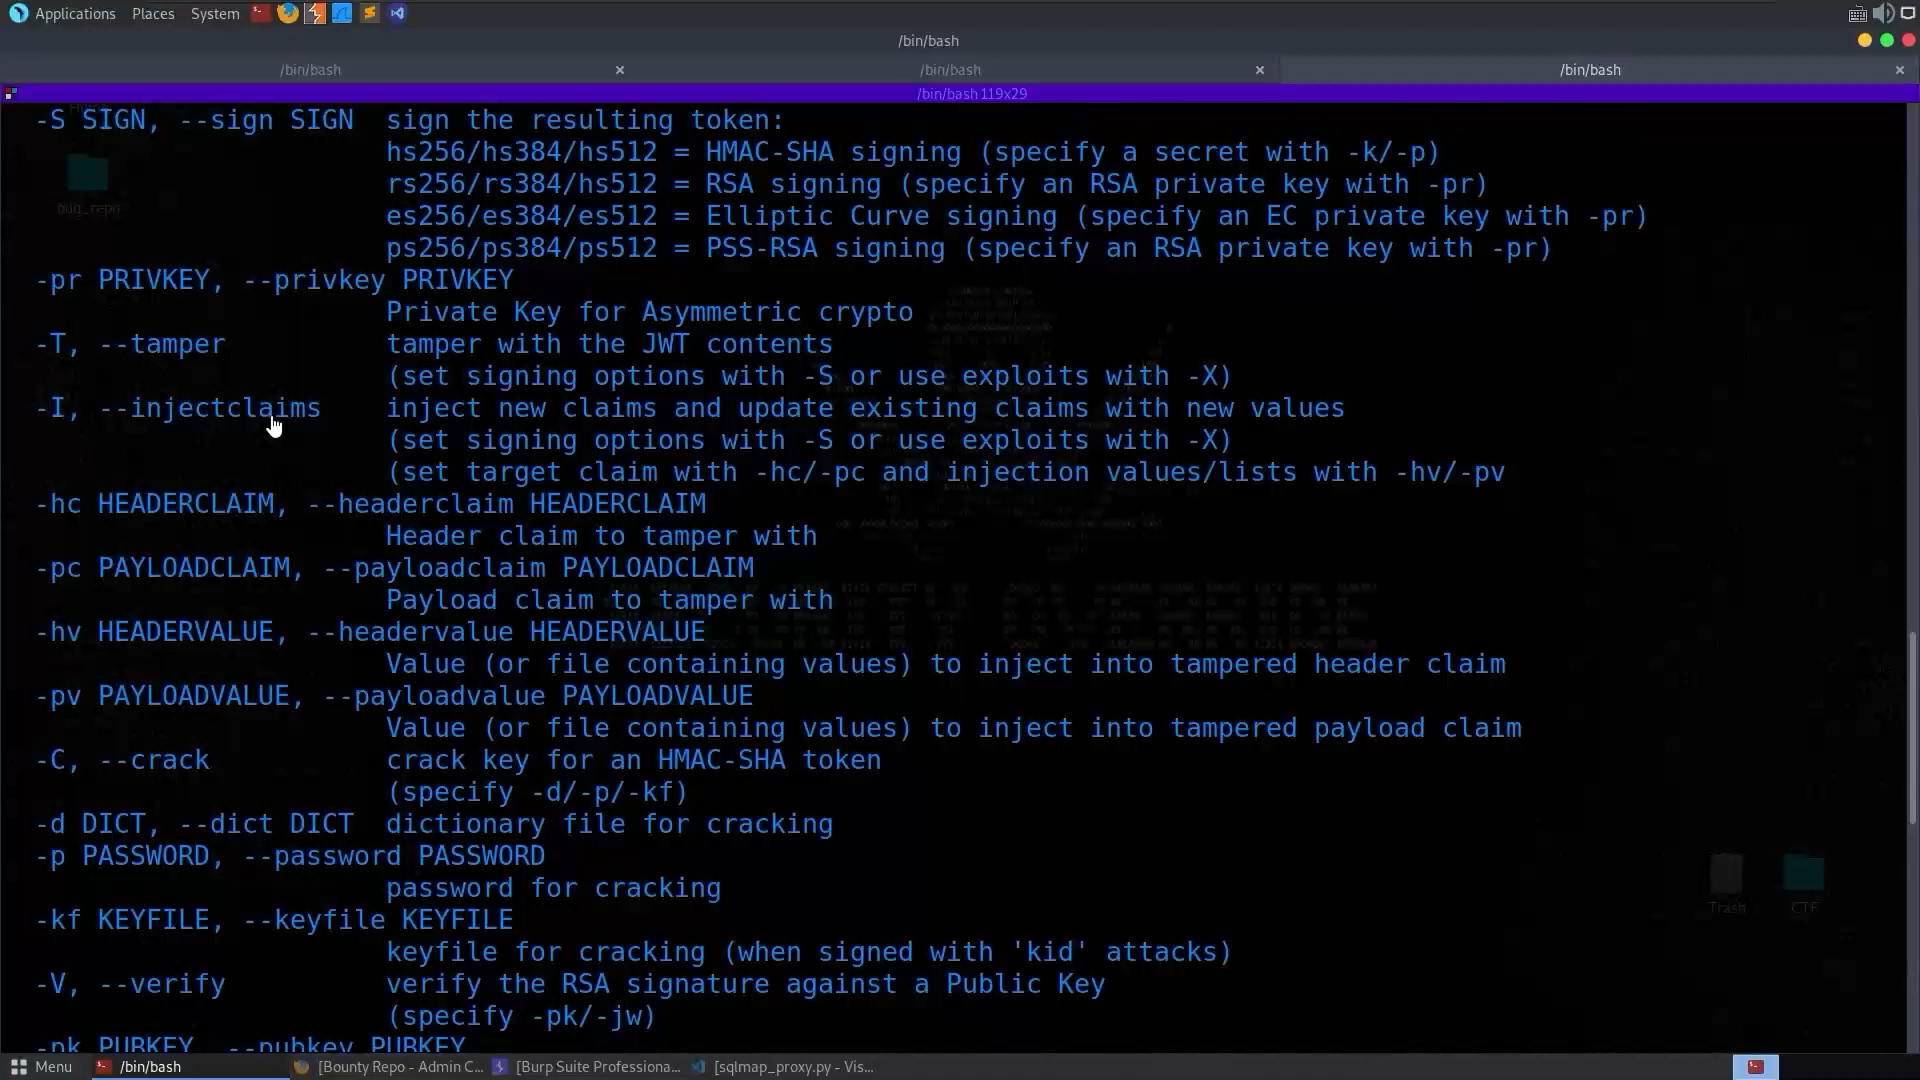 Applications Places System
/bin/bash
/bin/bash × /bin/bash × /bin/bash ×
/bin/bash 119x29
-S SIGN, --sign SIGN  sign the resulting token:
hs256/hs384/hs512 = HMAC-SHA signing (specify a secret with -k/-p)
rs256/rs384/hs512 = RSA signing (specify an RSA private key with -pr)
es256/es384/es512 = Elliptic Curve signing (specify an EC private key with -pr)
ps256/ps384/ps512 = PSS-RSA signing (specify an RSA private key with -pr)
-pr PRIVKEY, --privkey PRIVKEY
Private Key for Asymmetric crypto
-T, --tamper          tamper with the JWT contents
(set signing options with -S or use exploits with -X)
-I, --injectclaims    inject new claims and update existing claims with new values
(set signing options with -S or use exploits with -X)
(set target claim with -hc/-pc and injection values/lists with -hv/-pv
-hc HEADERCLAIM, --headerclaim HEADERCLAIM
Header claim to tamper with
-pc PAYLOADCLAIM, --payloadclaim PAYLOADCLAIM
Payload claim to tamper with
-hv HEADERVALUE, --headervalue HEADERVALUE
Value (or file containing values) to inject into tampered header claim
-pv PAYLOADVALUE, --payloadvalue PAYLOADVALUE
Value (or file containing values) to inject into tampered payload claim
-C, --crack           crack key for an HMAC-SHA token
(specify -d/-p/-kf)
-d DICT, --dict DICT  dictionary file for cracking
-p PASSWORD, --password PASSWORD
password for cracking
-kf KEYFILE, --keyfile KEYFILE
keyfile for cracking (when signed with 'kid' attacks)
-V, --verify          verify the RSA signature against a Public Key
(specify -pk/-jw)
-pk PUBKEY, --pubkey PUBKEY
bug_repo
Trash CTF
Menu /bin/bash [Bounty Repo - Admin C... [Burp Suite Professiona... [sqlmap_proxy.py - Vis...